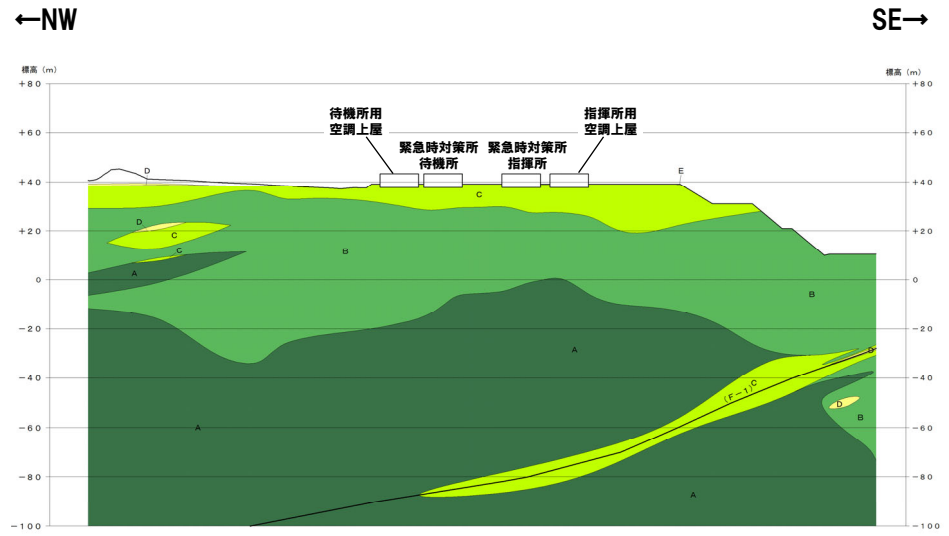 ←NW
SE→
標高（m）
標高（m）
+80
+80
+60
+60
待機所用
空調上屋
指揮所用
空調上屋
緊急時対策所
待機所
緊急時対策所
指揮所
D
E
+40
+40
C
D
+20
+20
C
C
B
A
0
0
B
-20
-20
A
D
-40
-40
(F-1)
C
D
B
A
-60
-60
-80
-80
A
-100
-100